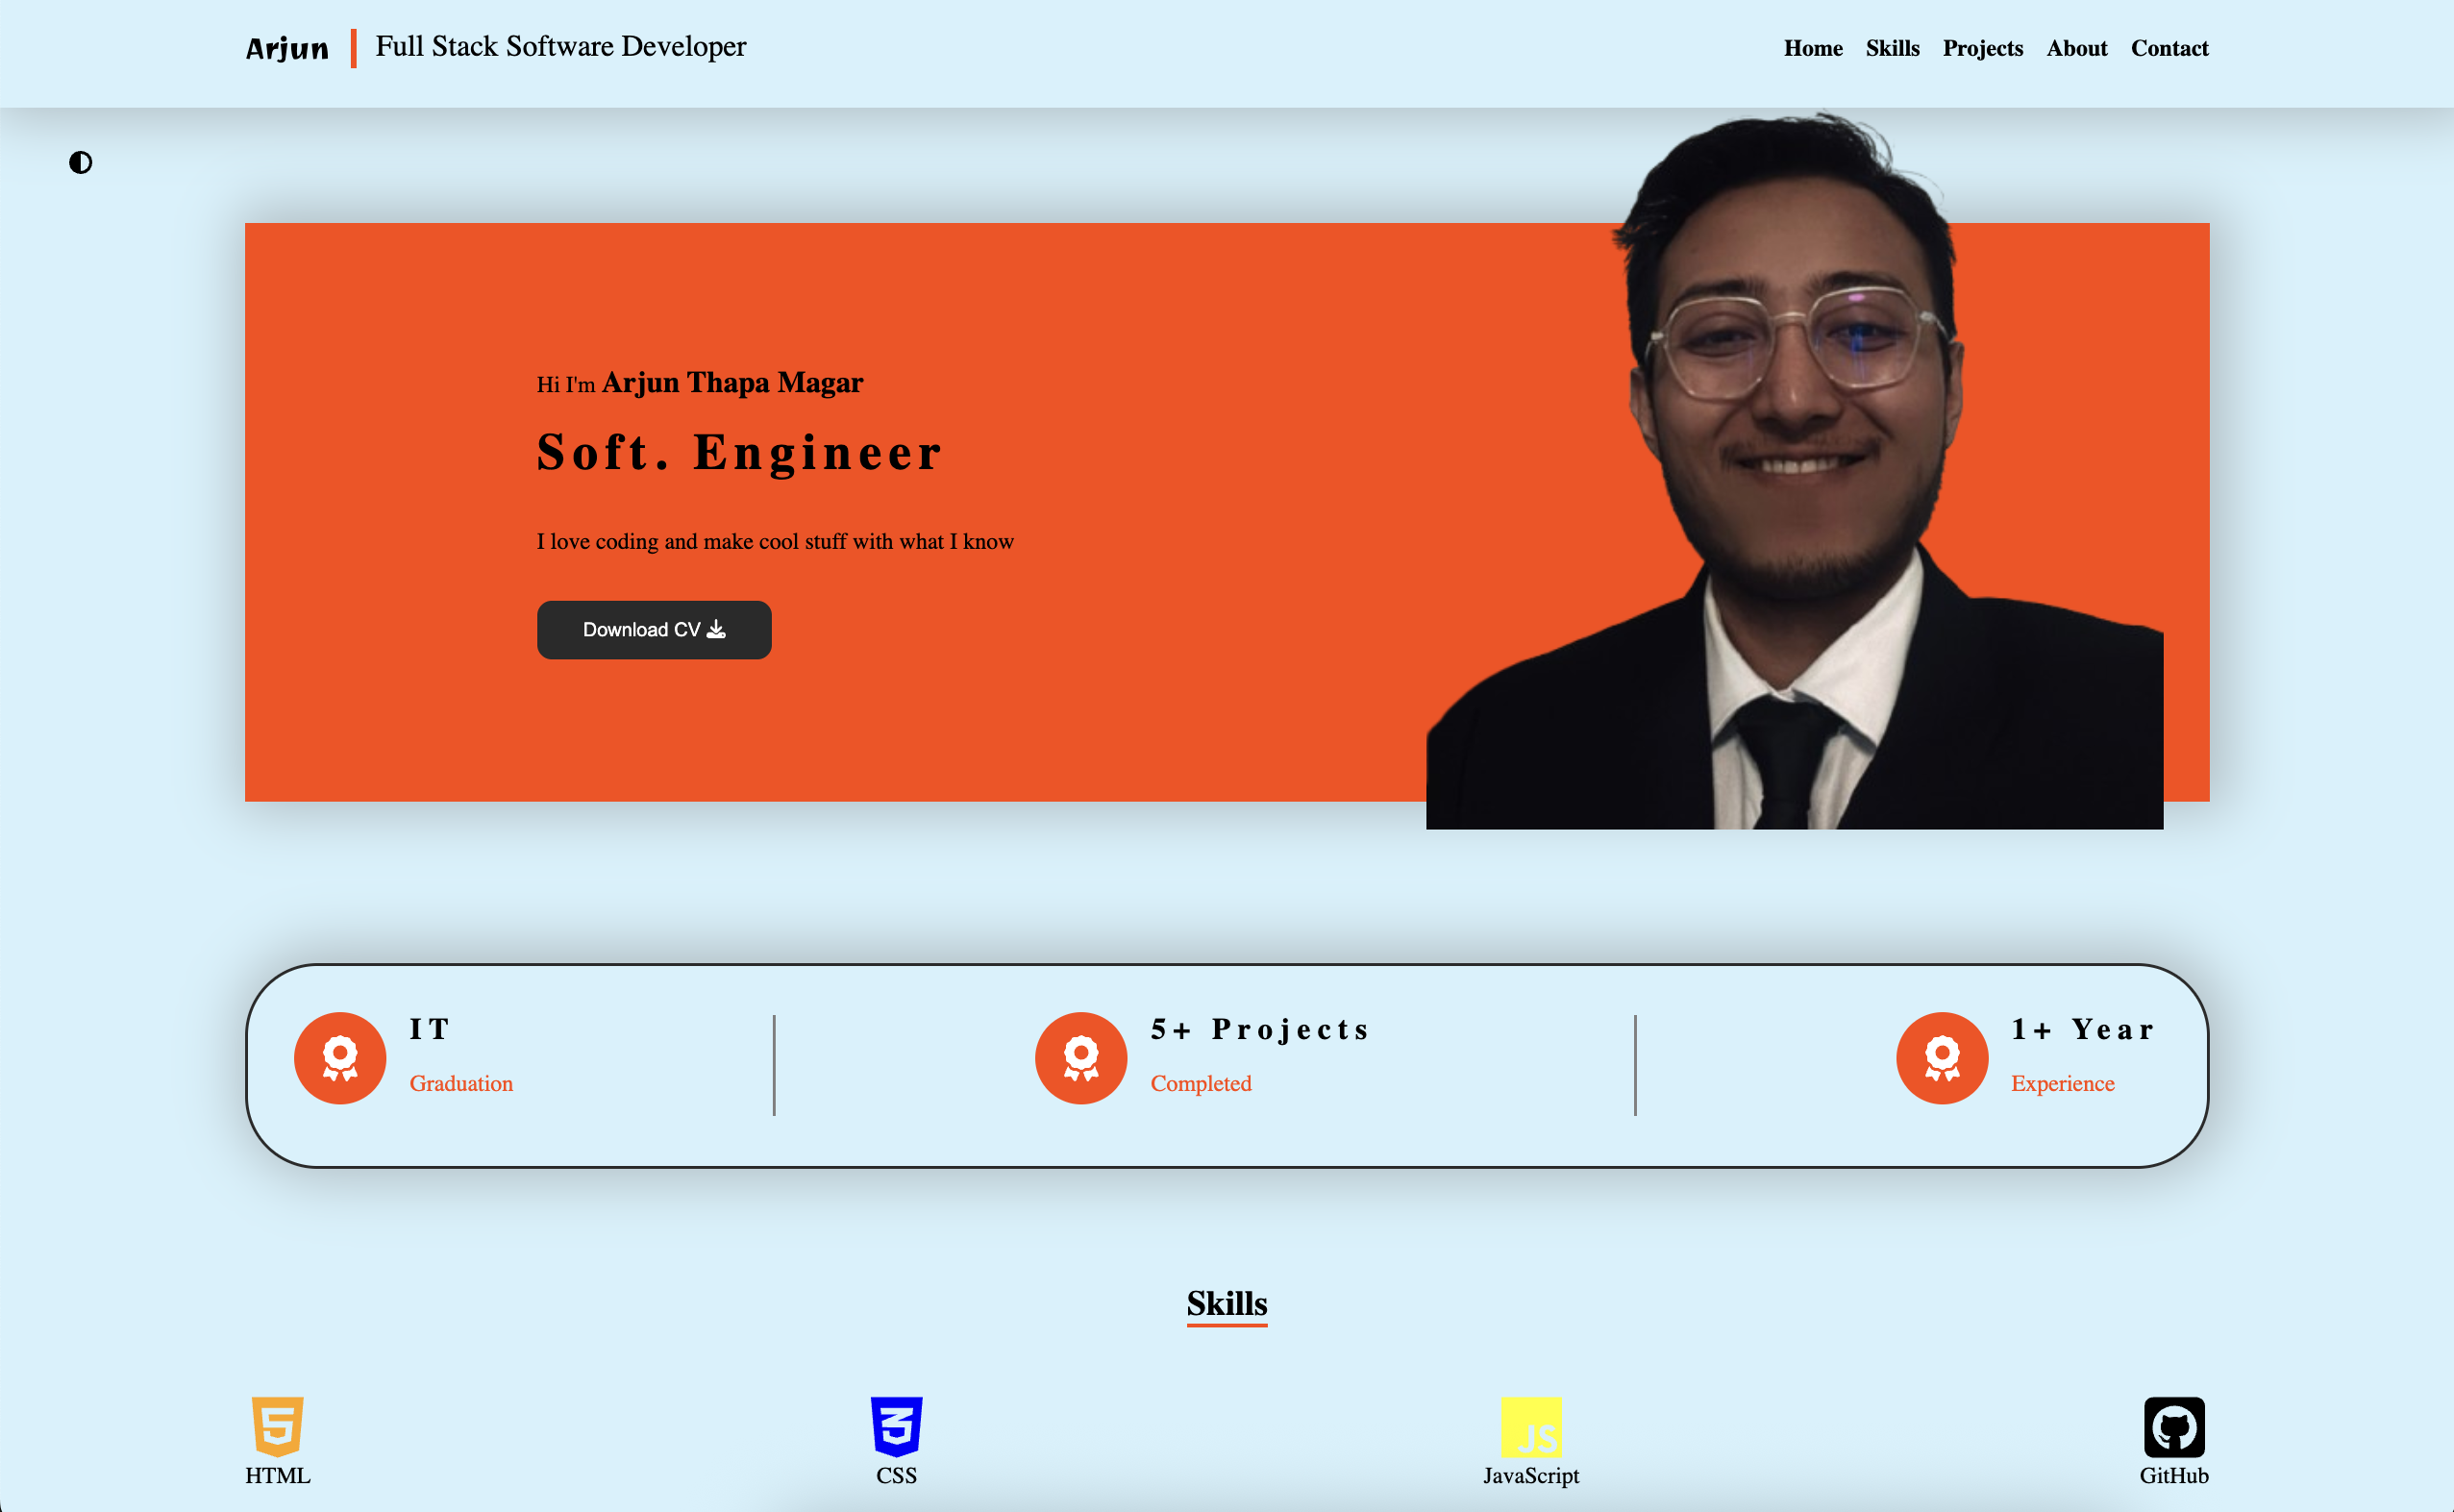 Arjun
Full Stack Software Developer
Home Skills Projects About Contact
Hi I'm Arjun Thapa Magar
Soft. Engineer
I love coding and make cool stuff with what I know
Download CV
IT
Graduation
5+ Projects
Completed
1+ Year
Experience
Skills
JS
HTML
CSS
JavaScript
GitHub